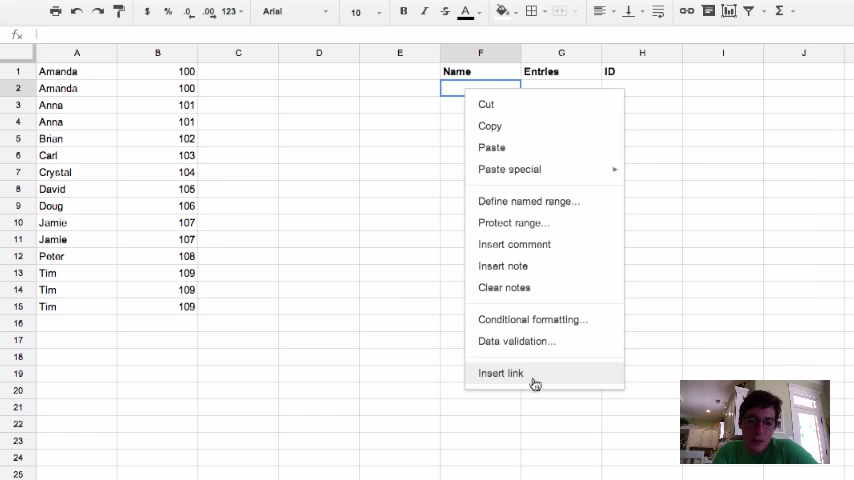 $ % .0 .00 123 Arial 10 B I S A Σ
fx
A B C D E F G H I J
1 Amanda 100 Name Entries ID
2 Amanda 100
3 Anna 101
4 Anna 101
5 Brian 102
6 Carl 103
7 Crystal 104
8 David 105
9 Doug 106
10 Jamie 107
11 Jamie 107
12 Peter 108
13 Tim 109
14 Tim 109
15 Tim 109
16
17
18
19
20
21
22
23
24
25
Cut
Copy
Paste
Paste special
Define named range...
Protect range...
Insert comment
Insert note
Clear notes
Conditional formatting...
Data validation...
Insert link